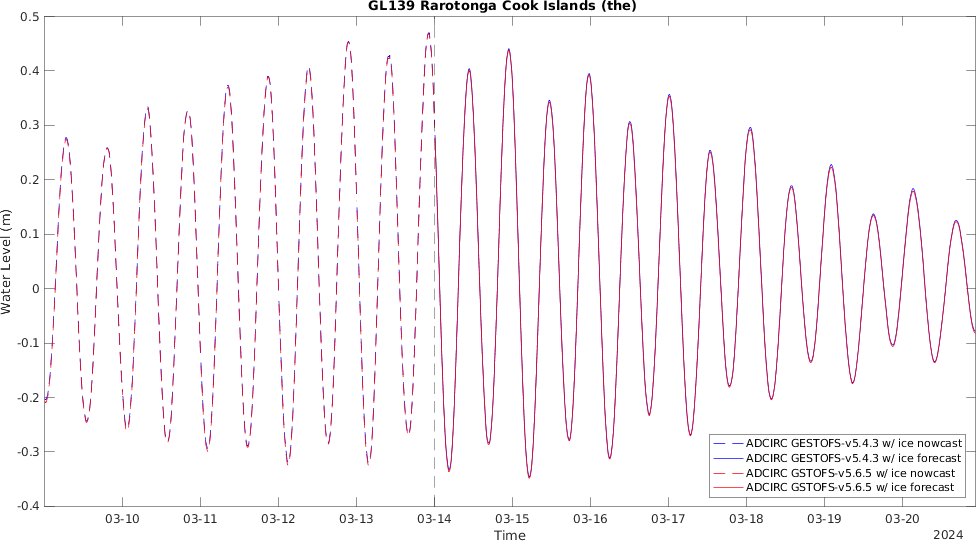 GL139 Rarotonga Cook Islands (the)
0.5
0.4
0.3
0.2
0.1
0
-0.1
-0.2
-0.3
-0.4
Water Level (m)
ADCIRC GESTOFS-v5.4.3 w/ ice nowcast
ADCIRC GESTOFS-v5.4.3 w/ ice forecast
ADCIRC GSTOFS-v5.6.5 w/ ice nowcast
ADCIRC GSTOFS-v5.6.5 w/ ice forecast
03-10 03-11 03-12 03-13 03-14 03-15 03-16 03-17 03-18 03-19 03-20
Time
2024